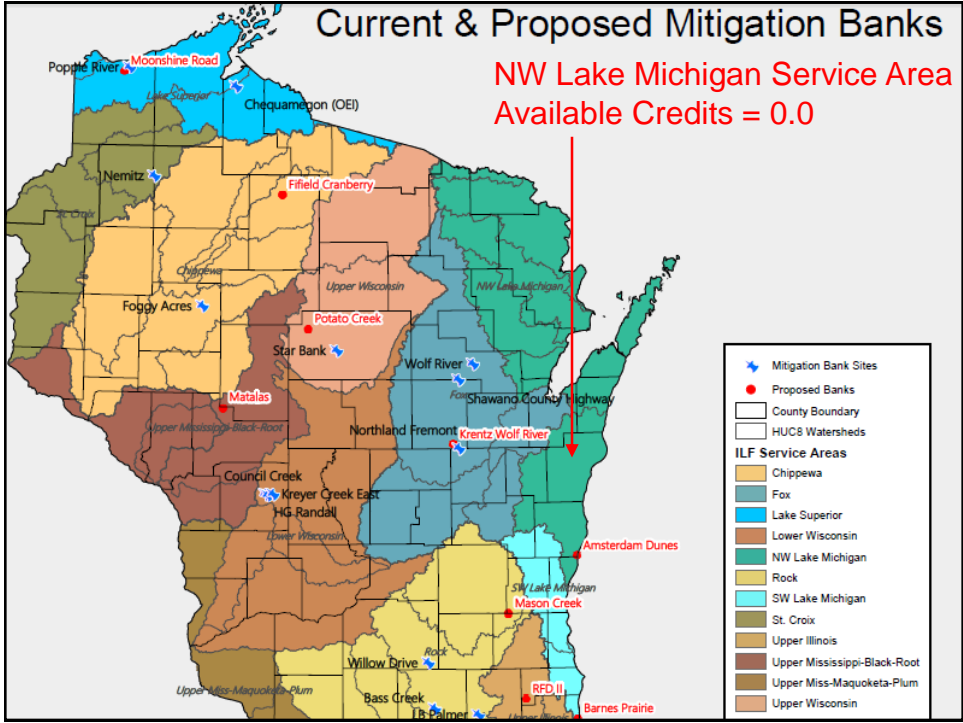 Current & Proposed Mitigation Banks
NW Lake Michigan Service Area
Available Credits = 0.0
Popple River
Moonshine Road
Lake Superior
Chequamegon (OEI)
Nemitz
Fifield Cranberry
St. Croix
Chippewa
Upper Wisconsin
NW Lake Michigan
Foggy Acres
Potato Creek
Star Bank
Wolf River
Fox
Shawano County Highway
Matalas
Upper Mississippi-Black-Root
Northland Fremont
Krentz Wolf River
Council Creek
Kreyer Creek East
HG Randall
Lower Wisconsin
Amsterdam Dunes
SW Lake Michigan
Mason Creek
Rock
Willow Drive
Upper Miss-Maquoketa-Plum
Bass Creek
RFD II
LB Palmer
Upper Illinois
Barnes Prairie
Mitigation Bank Sites
Proposed Banks
County Boundary
HUC8 Watersheds
ILF Service Areas
Chippewa
Fox
Lake Superior
Lower Wisconsin
NW Lake Michigan
Rock
SW Lake Michigan
St. Croix
Upper Illinois
Upper Mississippi-Black-Root
Upper Miss-Maquoketa-Plum
Upper Wisconsin